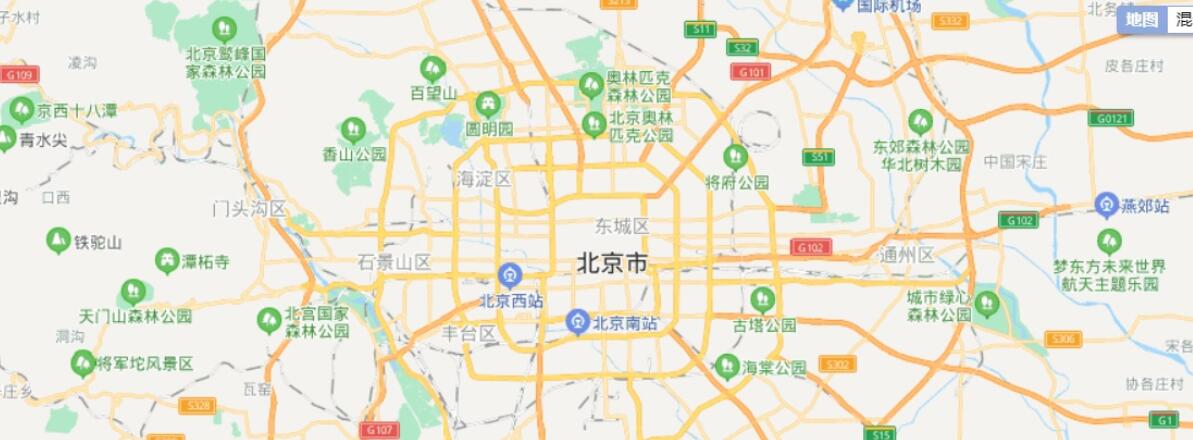 S213
国际机场
S332
北务镇
地图
混
子水村
S11
S32
北京鹫峰国
家森林公园
凌沟
G109
G101
皮各庄村
百望山
奥林匹克
森林公园
京西十八潭
圆明园
北京奥林
匹克公园
G0121
青水尖
香山公园
S51
东郊森林公园
华北树木园
中国宋庄
海淀区
将府公园
口西
门头沟区
燕郊站
东城区
G102
铁驼山
G102
通州区
潭柘寺
石景山区
北京市
梦东方未来世界
航天主题乐园
北京西站
天门山森林公园
北宫国家
森林公园
北京南站
古塔公园
城市绿心
森林公园
洞沟
丰台区
S306
将军坨风景区
海棠公园
S302
瓦窑
协各庄村
S328
G107
S15
G1